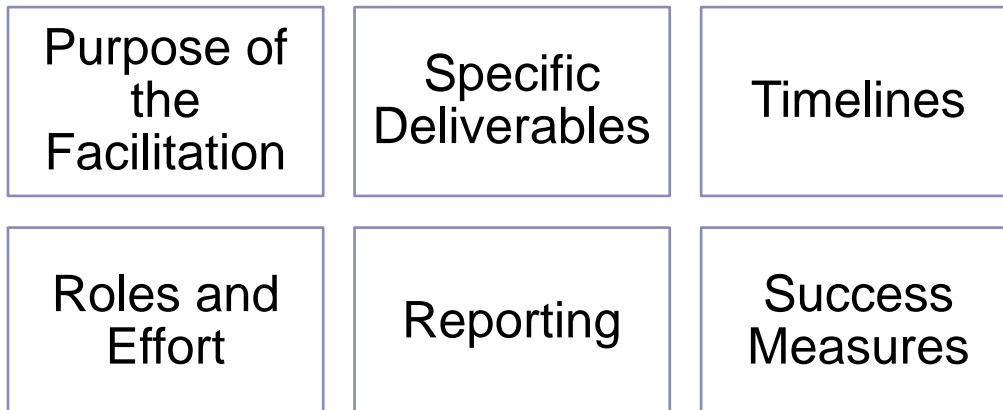 Purpose of
the
Facilitation
Specific
Deliverables
Timelines
Roles and
Effort
Reporting
Success
Measures